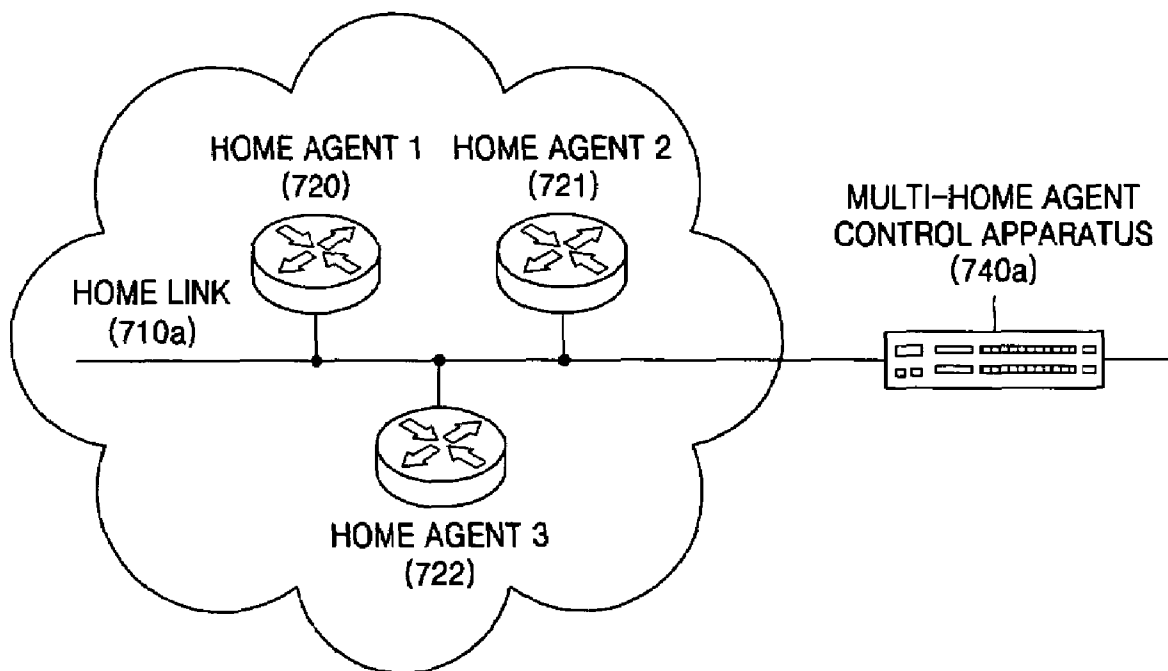 HOME AGENT 1
(720)
HOME AGENT 2
(721)
MULTI-HOME AGENT
CONTROL APPARATUS
(740a)
HOME LINK
(710a)
HOME AGENT 3
(722)